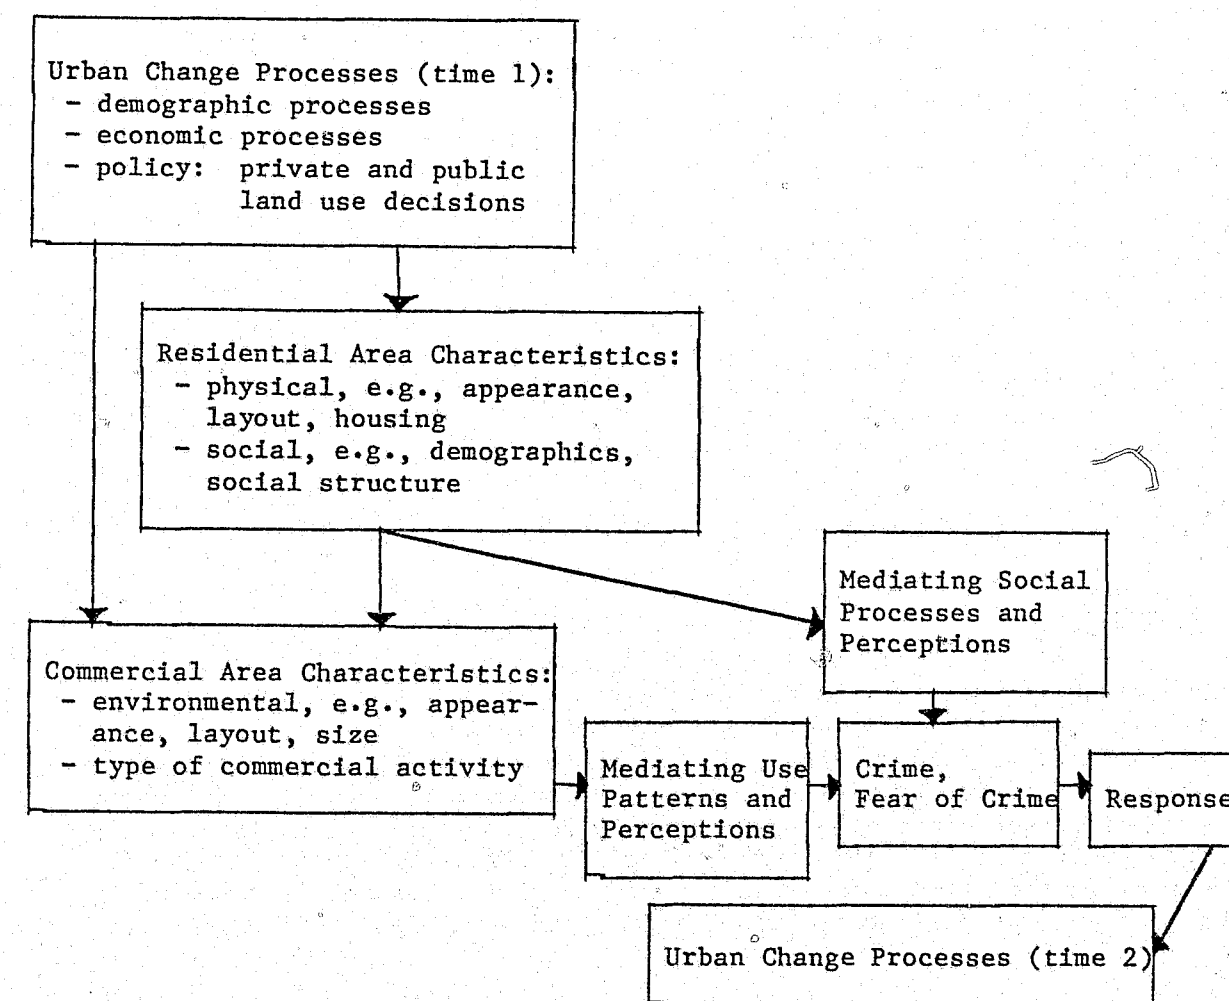 Urban Change Processes (time 1):
- demographic processes
- economic processes
- policy: private and public
land use decisions
Residential Area Characteristics:
- physical, e.g., appearance,
layout, housing
- social, e.g., demographics,
social structure
Mediating Social
Processes and
Perceptions
Commercial Area Characteristics:
- environmental, e.g., appear-
ance, layout, size
- type of commercial activity
Mediating Use
Patterns and
Perceptions
Crime,
Fear of Crime
Response
Urban Change Processes (time 2)